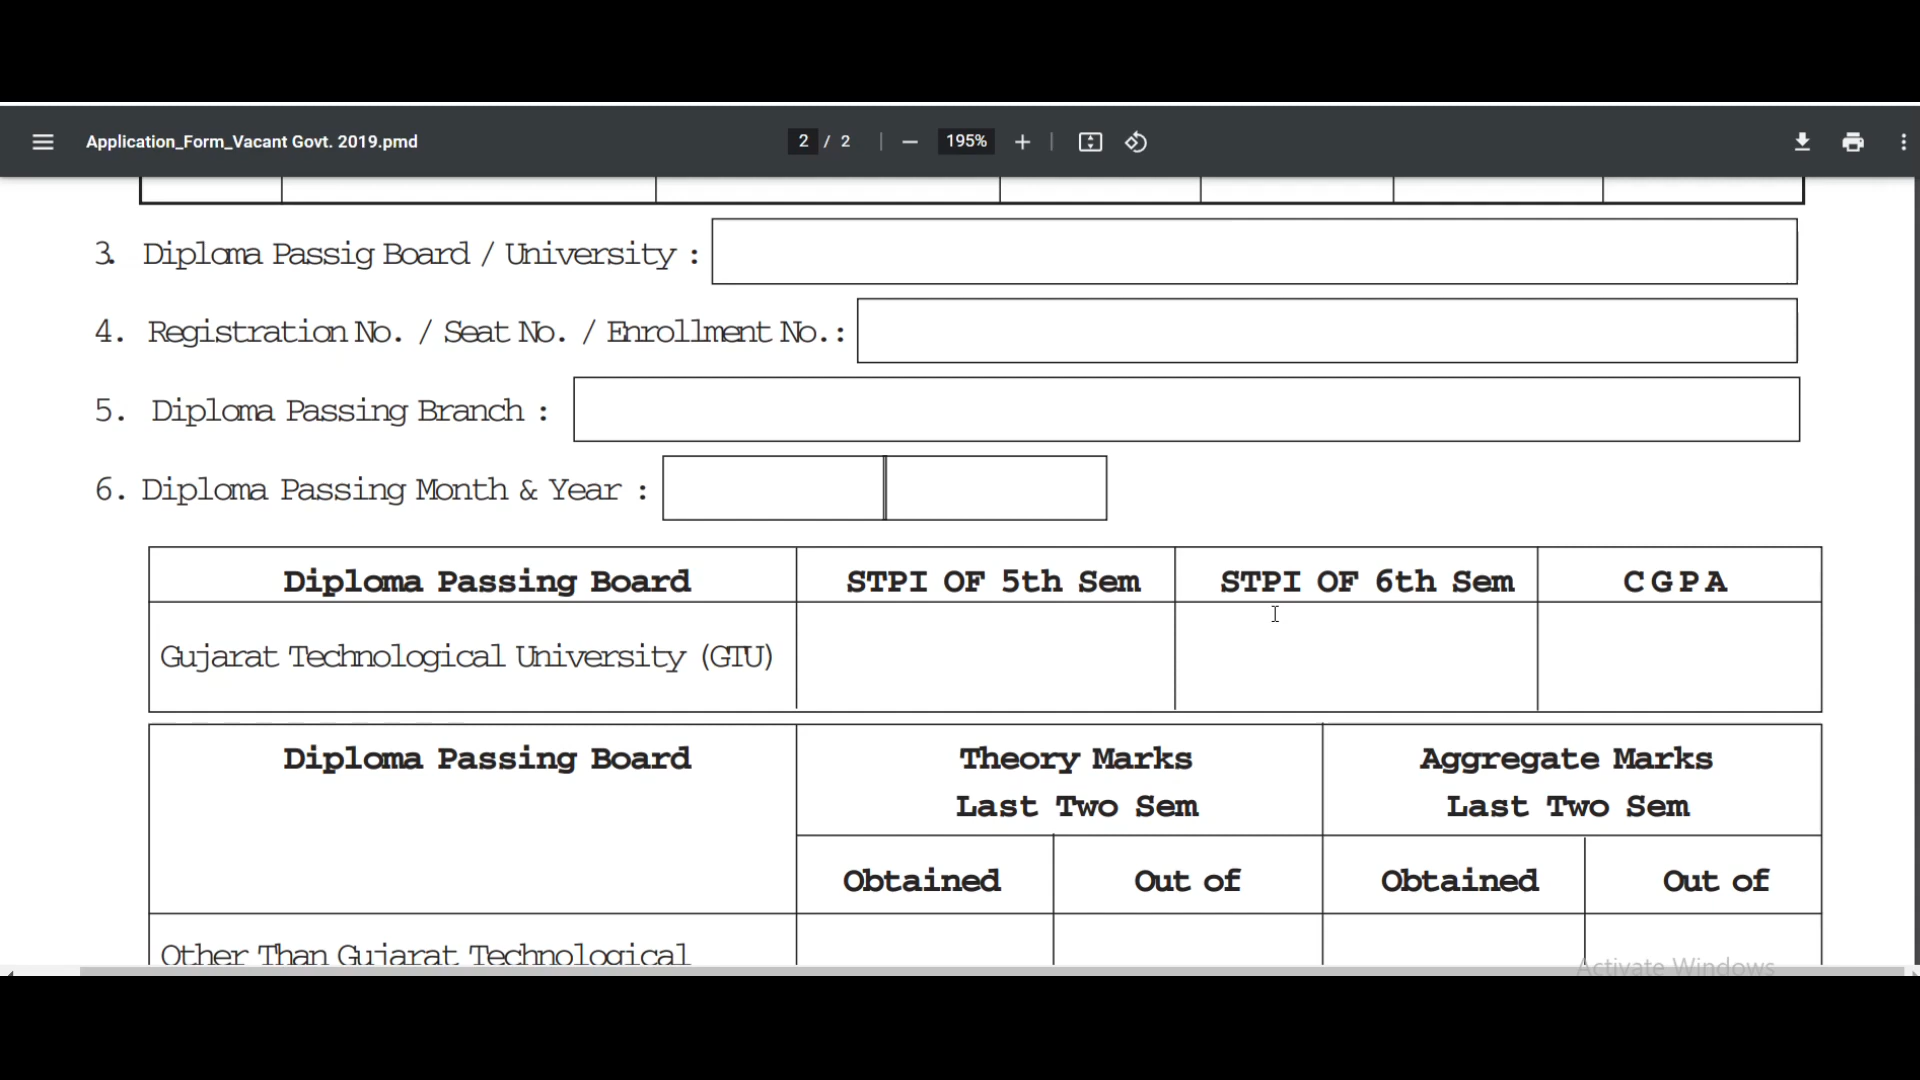 Application_Form_Vacant Govt. 2019.pmd 2 / 2 195%
3. Diploma Passig Board / University :
4. Registration No. / Seat No. / Enrollment No. :
5. Diploma Passing Branch :
6. Diploma Passing Month & Year :
Diploma Passing Board STPI OF 5th Sem STPI OF 6th Sem CGPA
Gujarat Technological University (GTU)
Diploma Passing Board Theory Marks Aggregate Marks
Last Two Sem Last Two Sem
Obtained Out of Obtained Out of
Other Than Gujarat Technological
Activate Windows